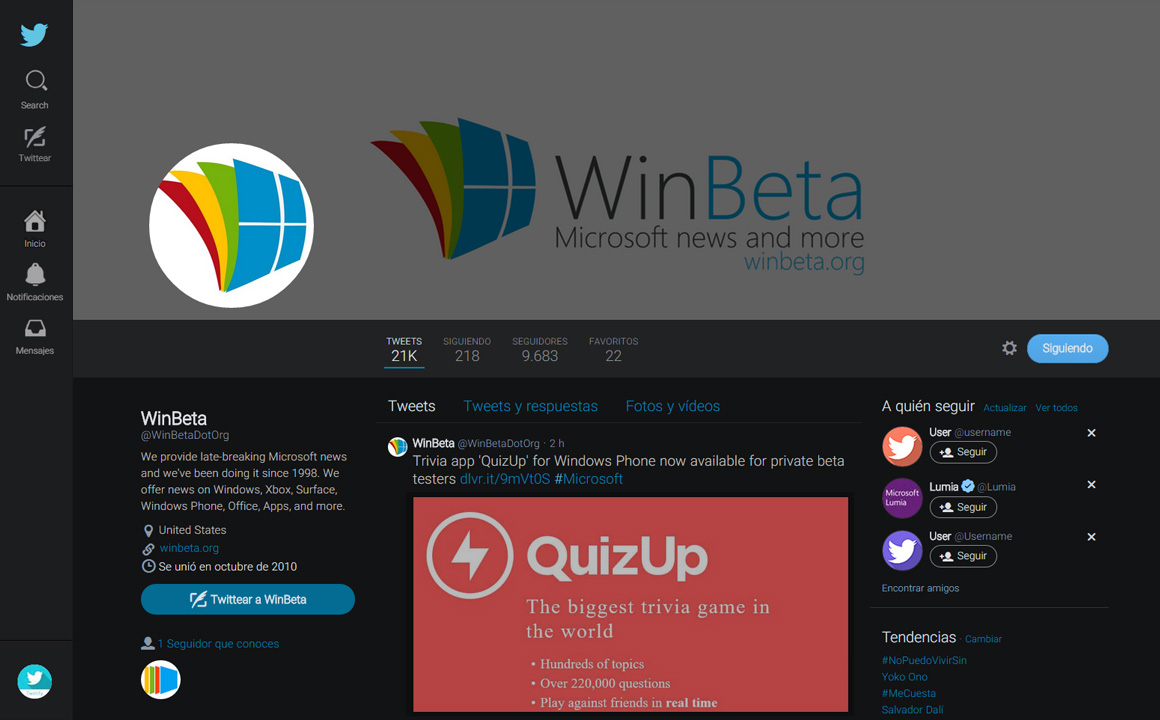 Search
Twittear
Inicio
Notificaciones
Mensajes
WinBeta
Microsoft news and more
winbeta.org
TWEETS SIGUIENDO SEGUIDORES FAVORITOS
21K 218 9.683 22
Siguiendo
WinBeta
@WinBetaDotOrg
We provide late-breaking Microsoft news
and we've been doing it since 1998. We
offer news on Windows, Xbox, Surface,
Windows Phone, Office, Apps, and more.
United States
winbeta.org
Se unió en octubre de 2010
Twittear a WinBeta
1 Seguidor que conoces
Tweets Tweets y respuestas Fotos y vídeos
WinBeta @WinBetaDotOrg · 2 h
Trivia app 'QuizUp' for Windows Phone now available for private beta
testers dlvr.it/9mVt0S #Microsoft
QuizUp
The biggest trivia game in
the world
• Hundreds of topics
• Over 220,000 questions
• Play against friends in real time
A quién seguir Actualizar Ver todos
User @username
Seguir
Microsoft
Lumia
Lumia @Lumia
Seguir
User @Username
Seguir
Encontrar amigos
Tendencias · Cambiar
#NoPuedoVivirSin
Yoko Ono
#MeCuesta
Salvador Dalí